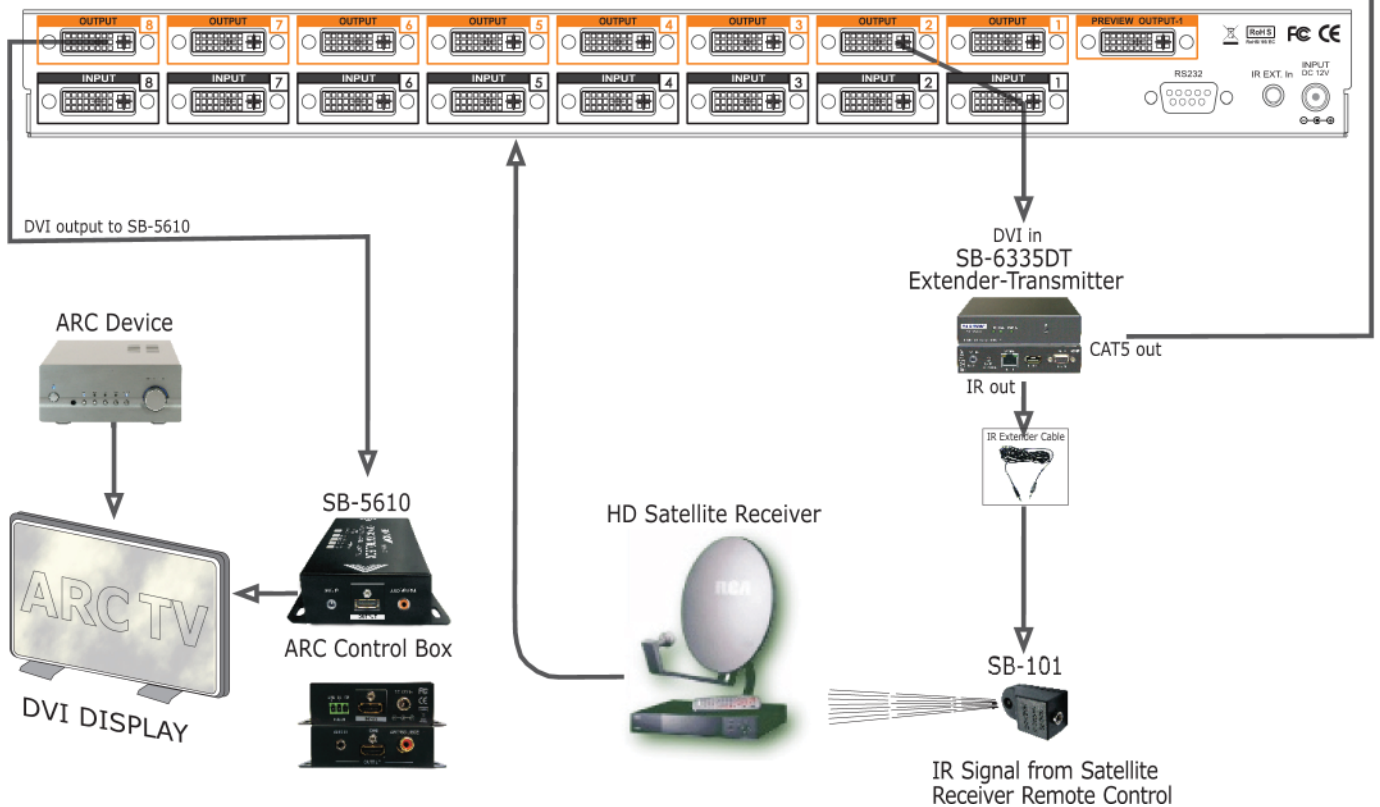 OUTPUT 8 OUTPUT 7 OUTPUT 6 OUTPUT 5 OUTPUT 4 OUTPUT 3 OUTPUT 2 OUTPUT 1 PREVIEW OUTPUT-1
RoHS FC CE
INPUT 8 INPUT 7 INPUT 6 INPUT 5 INPUT 4 INPUT 3 INPUT 2 INPUT 1
RS232
IR EXT. In
INPUT
DC 12V
DVI output to SB-5610
DVI in
SB-6335DT
Extender-Transmitter
CAT5 out
IR out
IR Extender Cable
ARC Device
SB-5610
ARC Control Box
OUTPUT
ARC TV
DVI DISPLAY
HD Satellite Receiver
RCA
SB-101
IR Signal from Satellite
Receiver Remote Control